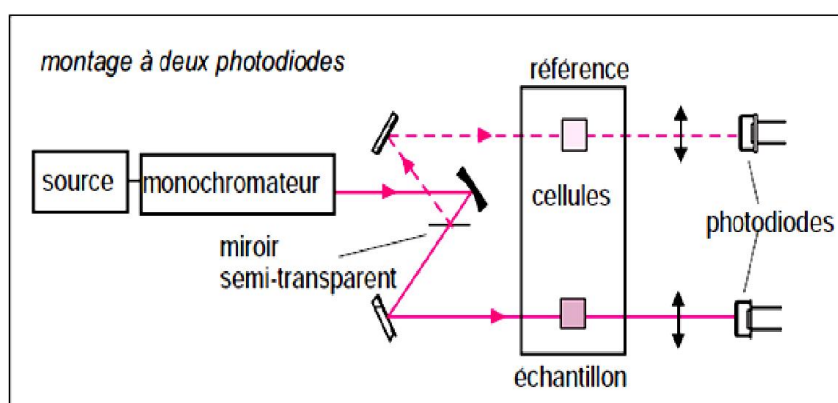 montage à deux photodiodes
référence
source
monochromateur
cellules
photodiodes
miroir
semi-transparent
échantillon